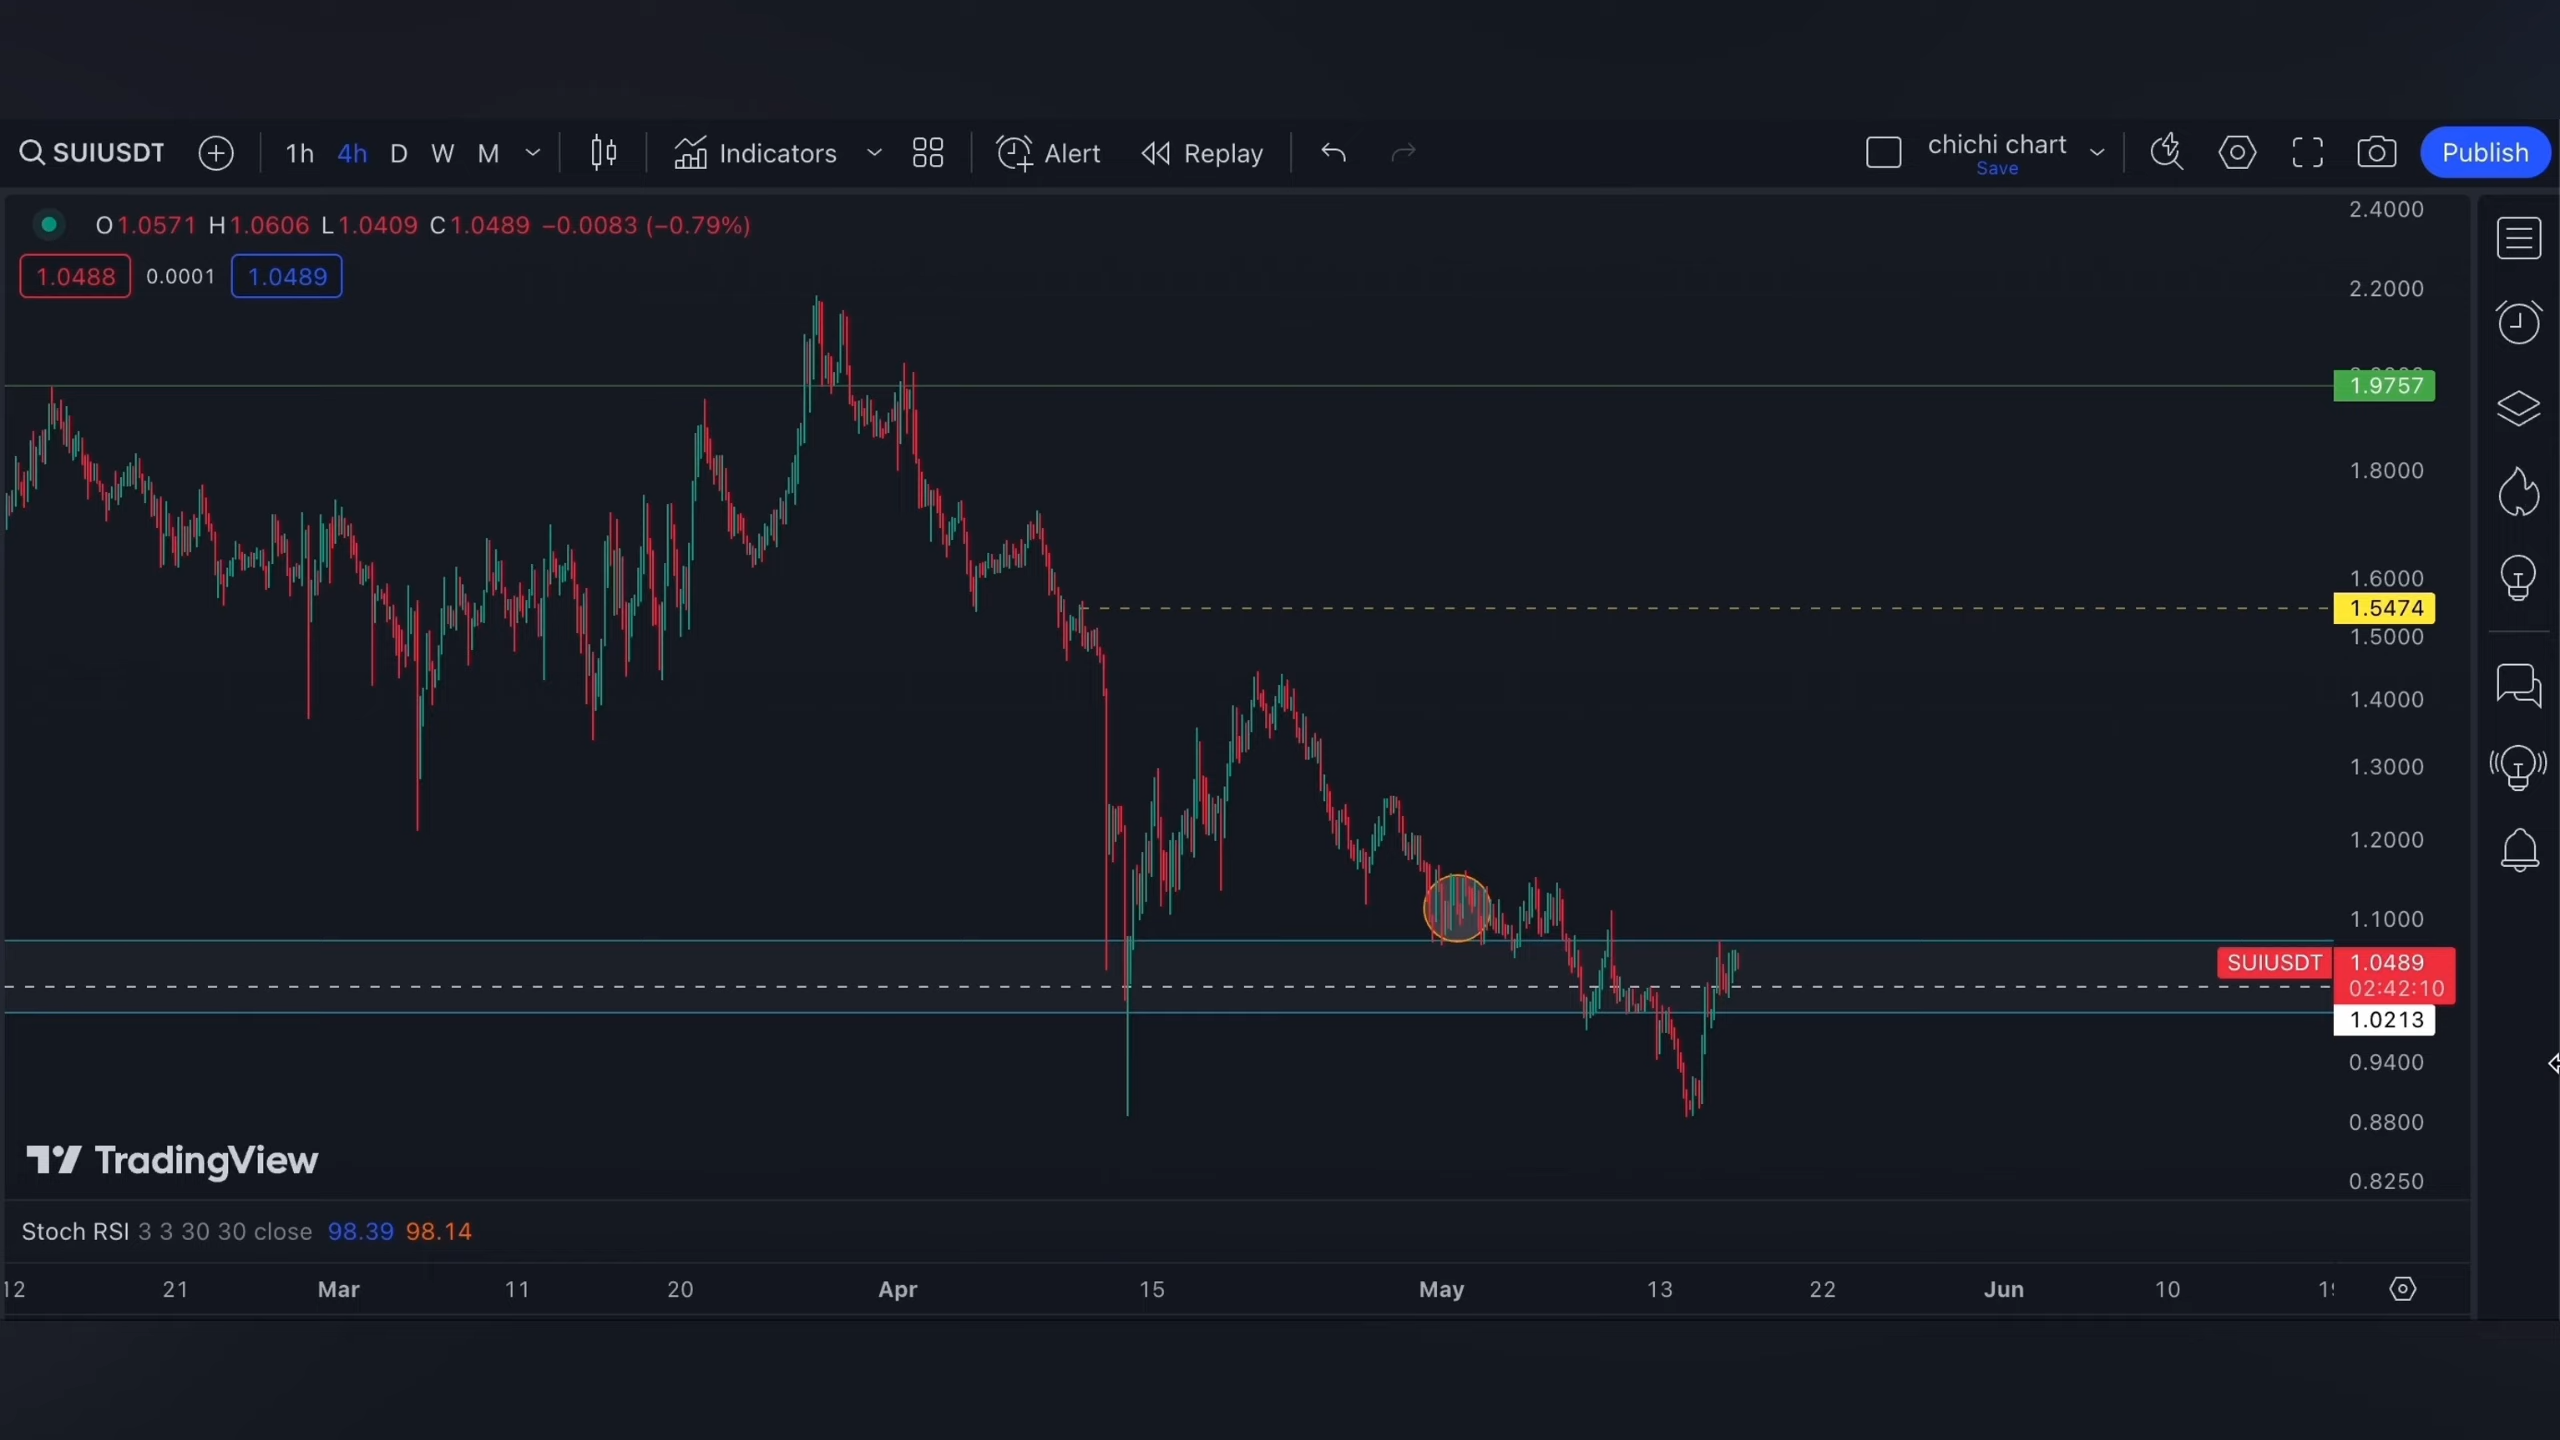 SUIUSDT 1h 4h D W M Indicators Alert Replay chichi chart Publish
Save
O1.0571 H1.0606 L1.0409 C1.0489 −0.0083 (−0.79%)
1.0488 0.0001 1.0489
2.4000
2.2000
1.9757
1.8000
1.6000
1.5474
1.5000
1.4000
1.3000
1.2000
1.1000
SUIUSDT 1.0489
02:42:10
1.0213
0.9400
0.8800
0.8250
TradingView
Stoch RSI 3 3 30 30 close 98.39 98.14
12 21 Mar 11 20 Apr 15 May 13 22 Jun 10